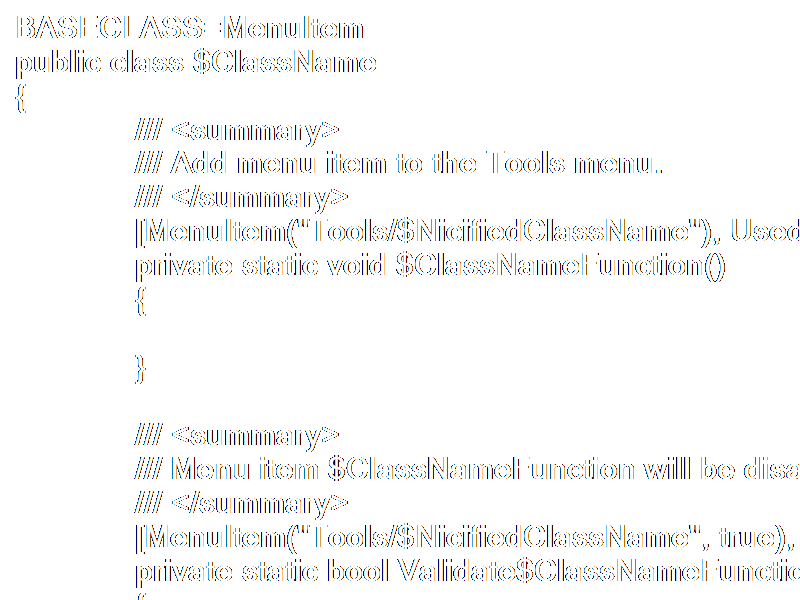 BASECLASS=MenuItem
public class $ClassName
{
/// <summary>
/// Add menu item to the Tools menu.
/// </summary>
[MenuItem("Tools/$NicifiedClassName"), Used
private static void $ClassNameFunction()
{
}
/// <summary>
/// Menu item $ClassNameFunction will be disa
/// </summary>
[MenuItem("Tools/$NicifiedClassName", true),
private static bool Validate$ClassNameFunctio
{